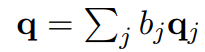 𝐪 = ∑_j b_j 𝐪_j